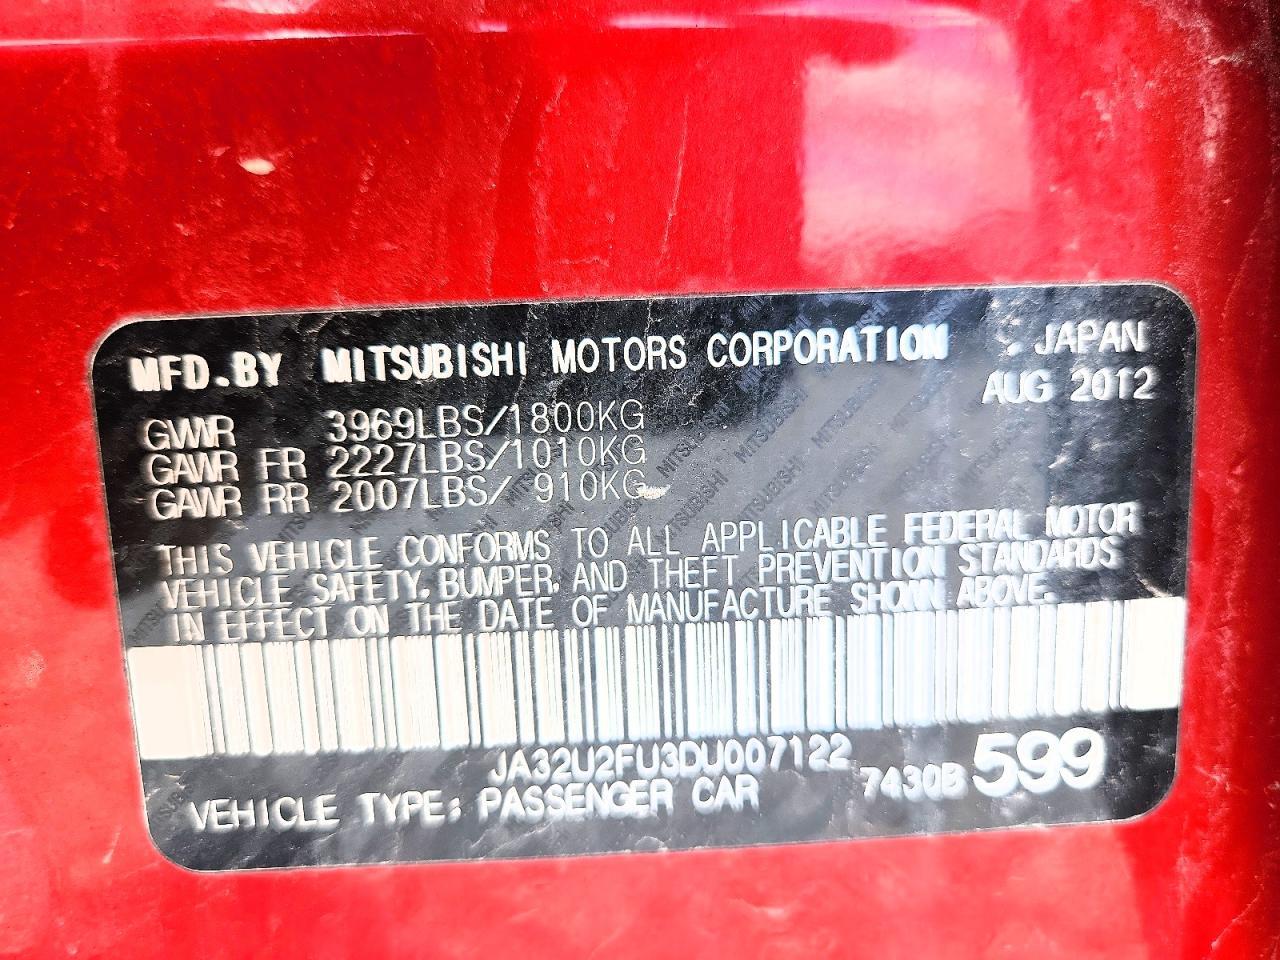 MFD.BY MITSUBISHI MOTORS CORPORATION . JAPAN
AUG 2012
GVWR 3969LBS/1800KG
GAWR FR 2227LBS/1010KG
GAWR RR 2007LBS/ 910KG
THIS VEHICLE CONFORMS TO ALL APPLICABLE FEDERAL MOTOR
VEHICLE SAFETY, BUMPER, AND THEFT PREVENTION STANDARDS
IN EFFECT ON THE DATE OF MANUFACTURE SHOWN ABOVE.
JA32U2FU3DU007122
VEHICLE TYPE: PASSENGER CAR 7430B 599